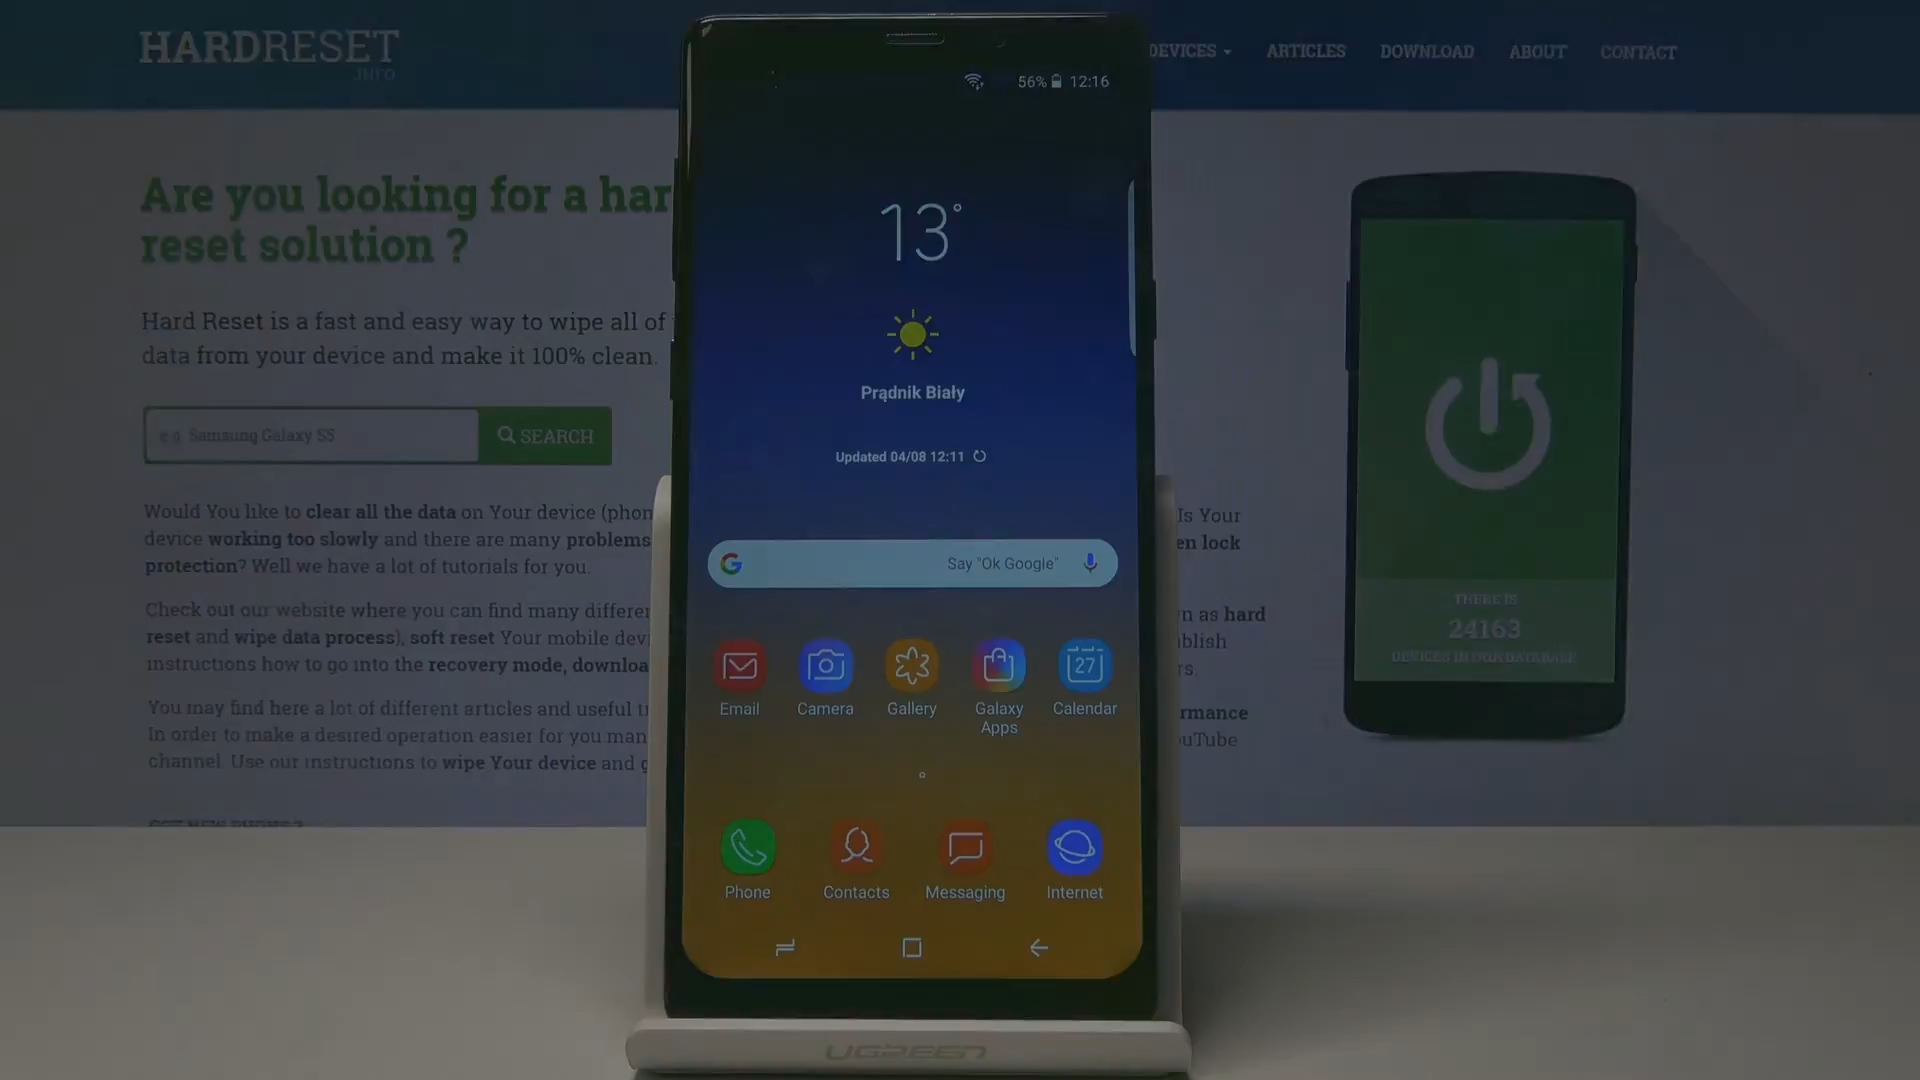 HARDRESET
.INFO
DEVICES
ARTICLES
DOWNLOAD
ABOUT
CONTACT
Are you looking for a har
reset solution ?
Hard Reset is a fast and easy way to wipe all of
data from your device and make it 100% clean.
e.g. Samsung Galaxy S5
SEARCH
Would You like to clear all the data on Your device (phon
device working too slowly and there are many problems
protection? Well we have a lot of tutorials for you.
Check out our website where you can find many differen
reset and wipe data process), soft reset Your mobile devi
instructions how to go into the recovery mode, downloa
You may find here a lot of different articles and useful t
In order to make a desired operation easier for you man
channel. Use our instructions to wipe Your device and g
56% 12:16
13°
Prądnik Biały
Updated 04/08 12:11
Say "Ok Google"
Email
Camera
Gallery
Galaxy
Apps
27
Calendar
Phone
Contacts
Messaging
Internet
UGREEN
Is Your
en lock
n as hard
blish
rs.
rmance
uTube
THERE IS
24163
DEVICES IN OUR DATABASE